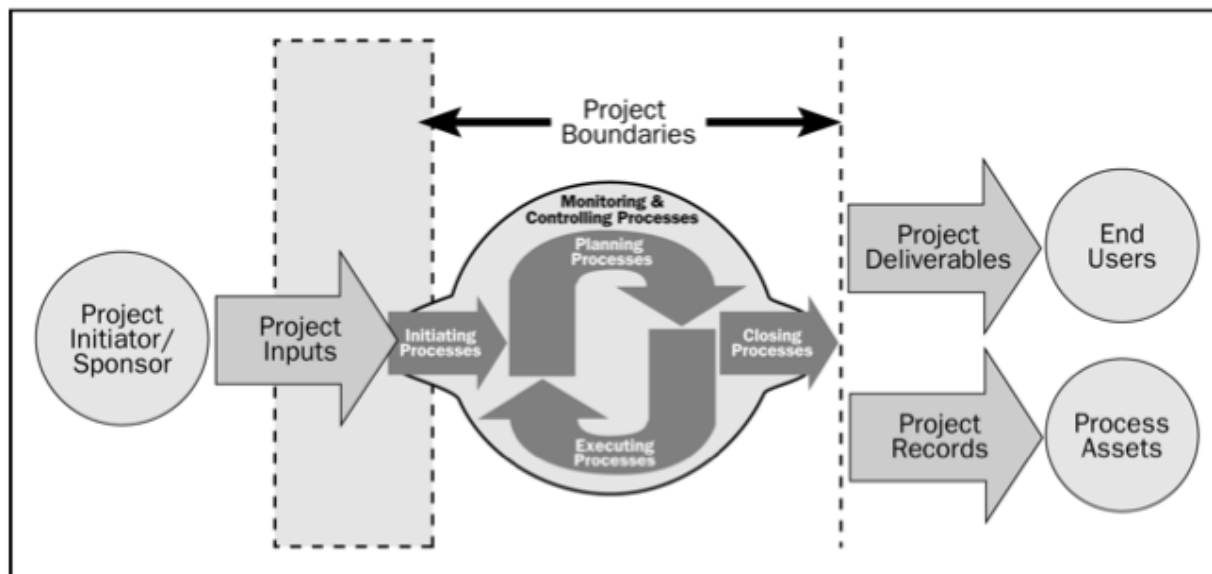 Project
Boundaries
Monitoring &
Controlling Processes
Planning
Processes
Project
Initiator/
Sponsor
Project
Inputs
Initiating
Processes
Closing
Processes
Executing
Processes
Project
Deliverables
End
Users
Project
Records
Process
Assets